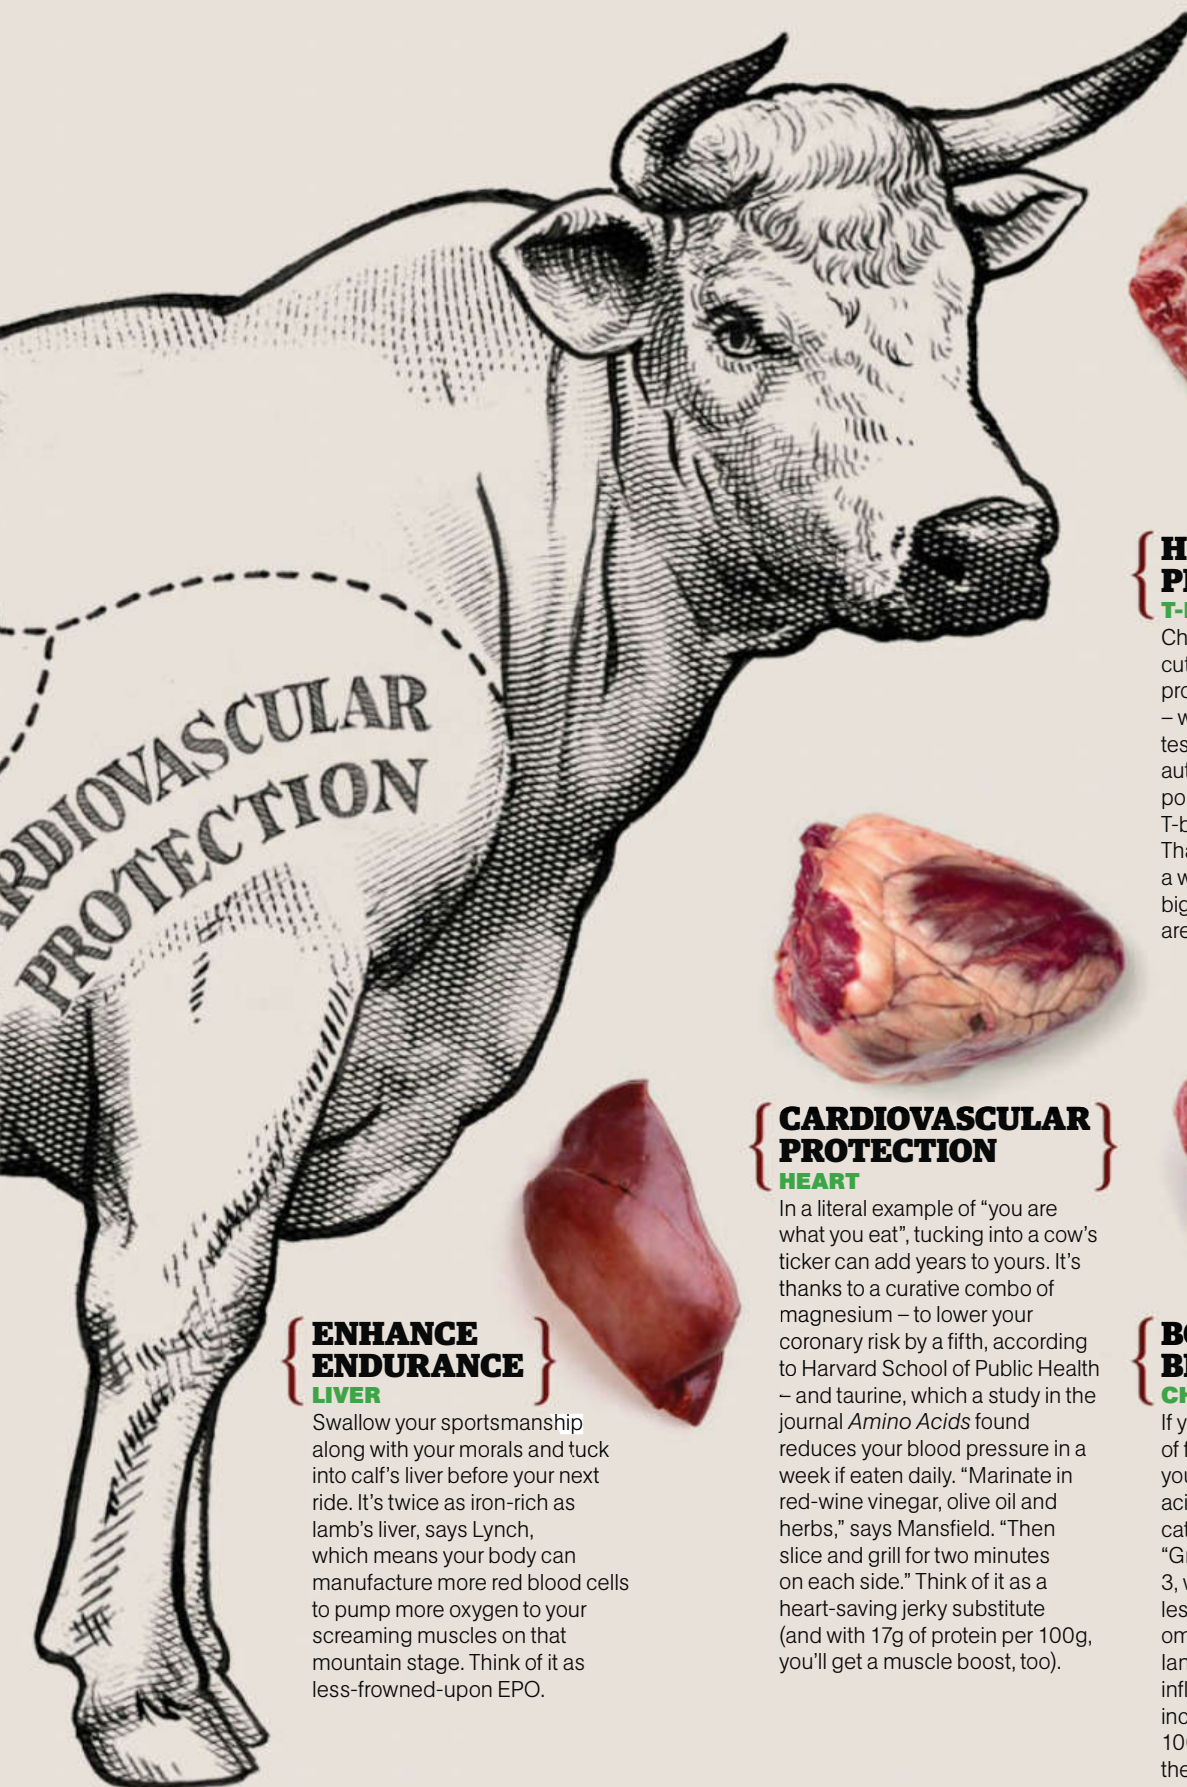 CARDIOVASCULAR
PROTECTION
ENHANCE
ENDURANCE
LIVER
Swallow your sportsmanship
along with your morals and tuck
into calf's liver before your next
ride. It's twice as iron-rich as
lamb's liver, says Lynch,
which means your body can
manufacture more red blood cells
to pump more oxygen to your
screaming muscles on that
mountain stage. Think of it as
less-frowned-upon EPO.
CARDIOVASCULAR
PROTECTION
HEART
In a literal example of “you are
what you eat”, tucking into a cow's
ticker can add years to yours. It's
thanks to a curative combo of
magnesium – to lower your
coronary risk by a fifth, according
to Harvard School of Public Health
– and taurine, which a study in the
journal Amino Acids found
reduces your blood pressure in a
week if eaten daily. “Marinate in
red-wine vinegar, olive oil and
herbs,” says Mansfield. “Then
slice and grill for two minutes
on each side.” Think of it as a
heart-saving jerky substitute
(and with 17g of protein per 100g,
you'll get a muscle boost, too).